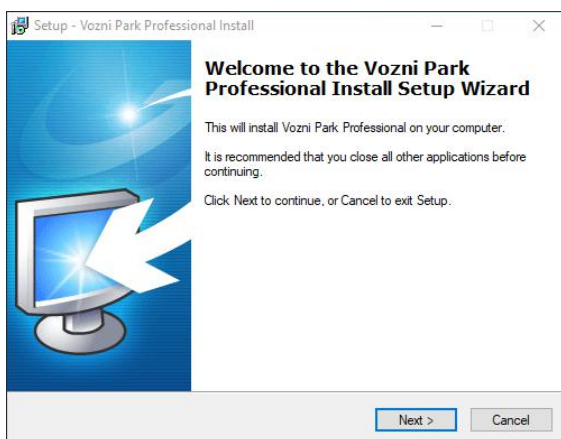 Setup - Vozni Park Professional Install
Welcome to the Vozni Park
Professional Install Setup Wizard
This will install Vozni Park Professional on your computer.
It is recommended that you close all other applications before
continuing.
Click Next to continue, or Cancel to exit Setup.
Next >
Cancel